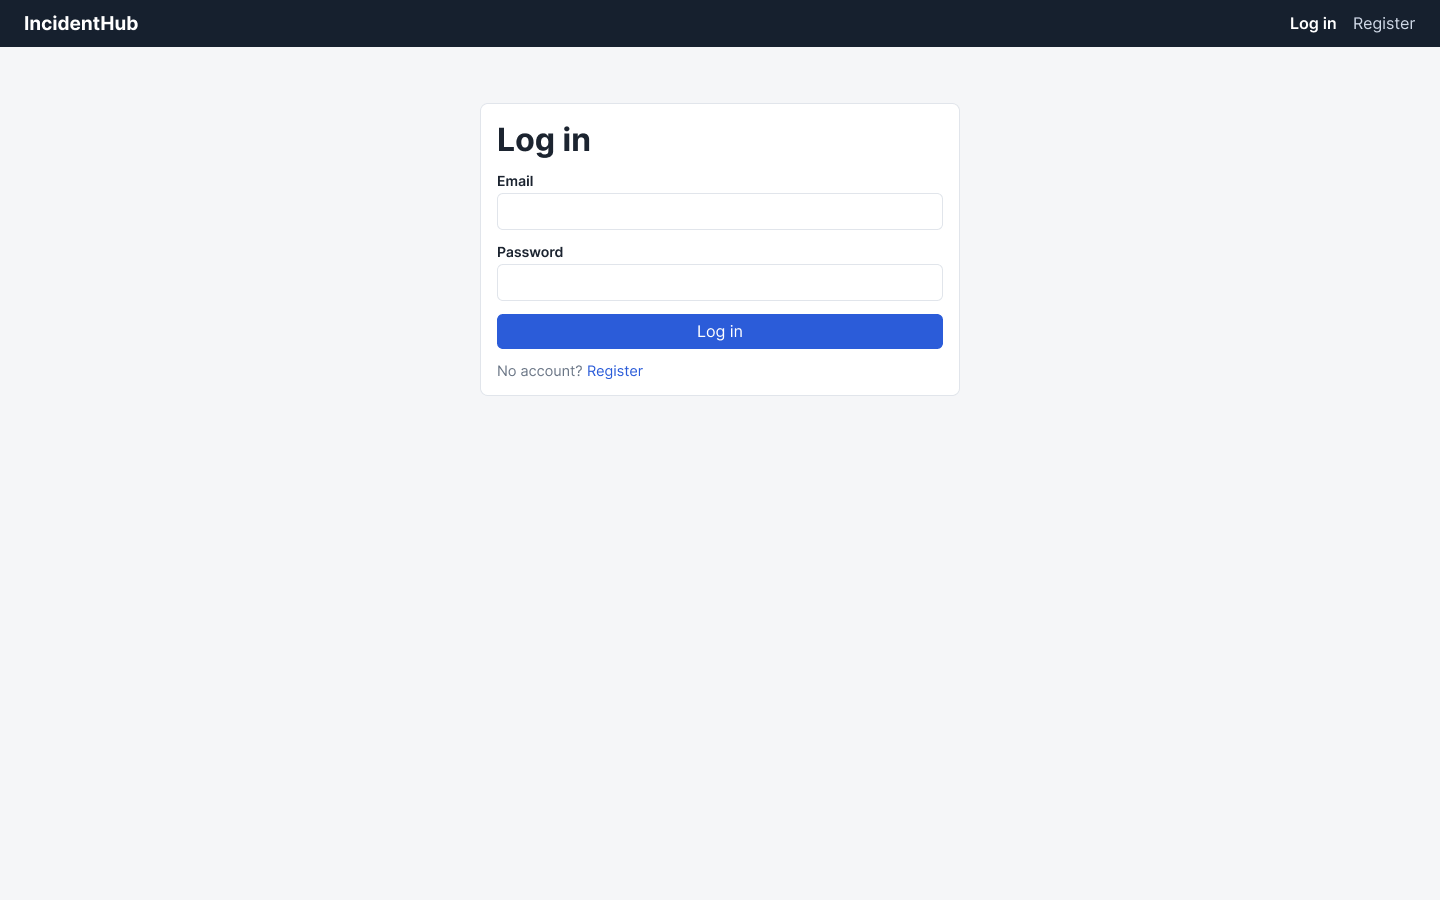 IncidentHub
Log in Register
Log in
Email
Password
Log in
No account? Register